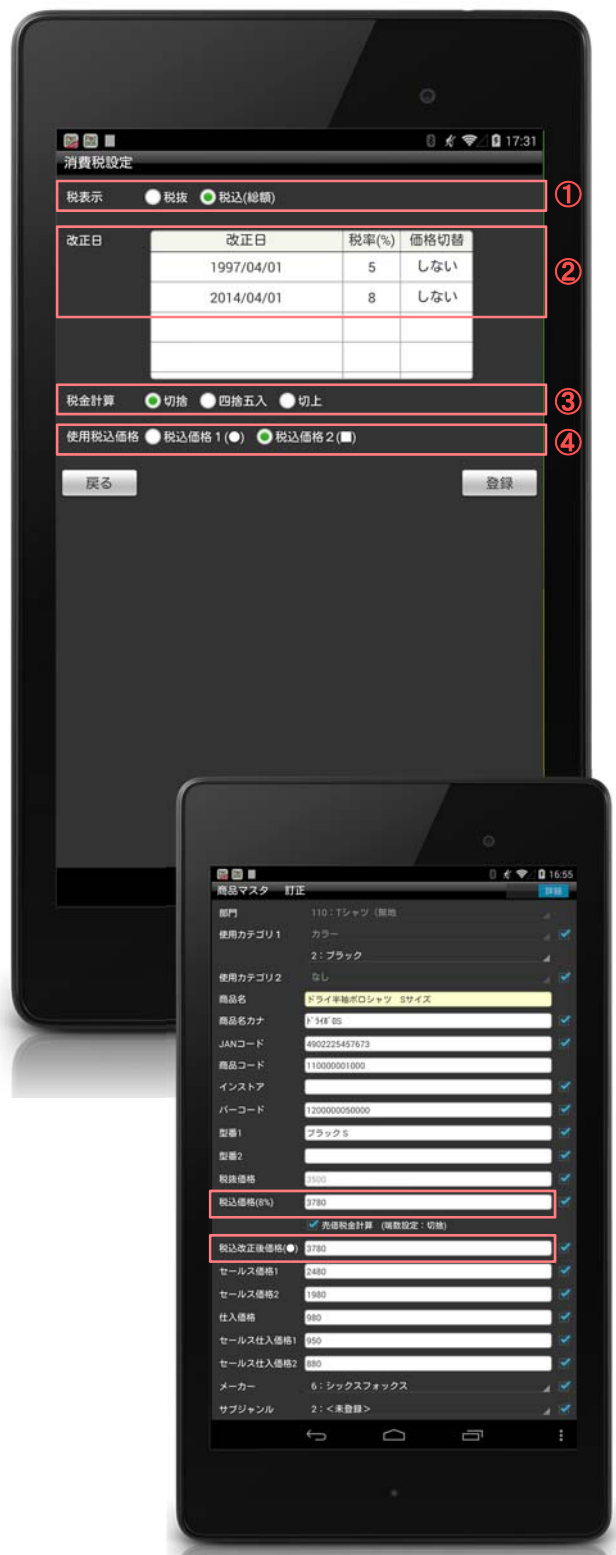 17:31
消費税設定
税表示 税抜 税込(総額) ①
改正日 改正日 税率(%) 価格切替 ②
1997/04/01 5 しない
2014/04/01 8 しない
税金計算 切捨 四捨五入 切上 ③
使用税込価格 税込価格1(●) 税込価格2(■) ④
戻る 登録
16:55
商品マスタ 訂正 詳細
部門 110:Tシャツ(無地
使用カテゴリ1 カラー
2:ブラック
使用カテゴリ2 なし
商品名 ドライ半袖ポロシャツ Sサイズ
商品名カナ
JANコード 4902225457673
商品コード 110000001000
インストア
バーコード 1200000050000
型番1 ブラックS
型番2
税抜価格 3500
税込価格(8%) 3780
売価税金計算 (端数設定:切捨)
税込改正後価格(●) 3780
セールス価格1 2480
セールス価格2 1980
仕入価格 980
セールス仕入価格1 950
セールス仕入価格2 880
メーカー 6:シックスフォックス
サブジャンル 2:<未登録>